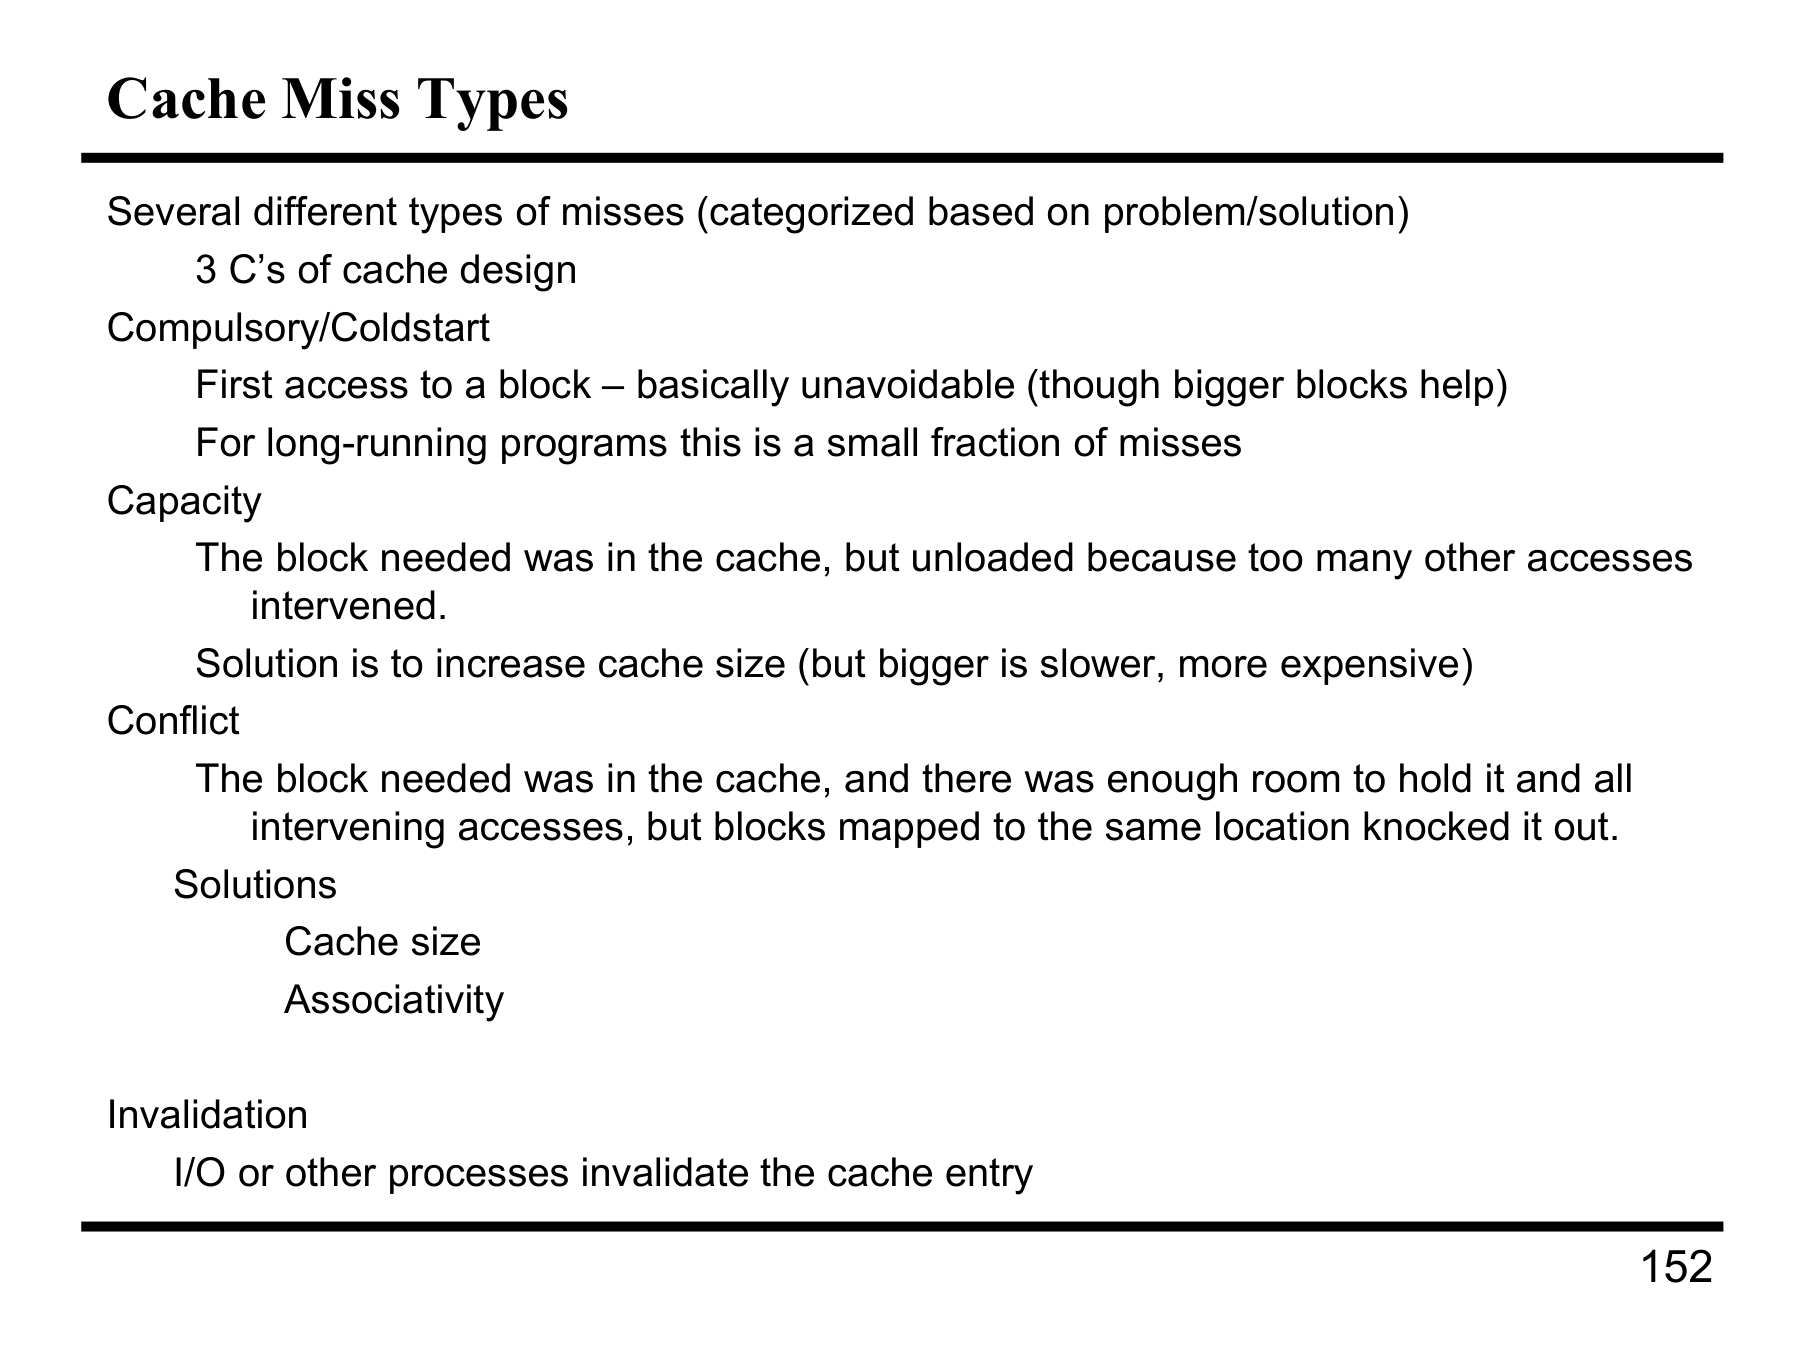 Cache Miss Types
Several different types of misses (categorized based on problem/solution)
3 C’s of cache design
Compulsory/Coldstart
First access to a block – basically unavoidable (though bigger blocks help)
For long-running programs this is a small fraction of misses
Capacity
The block needed was in the cache, but unloaded because too many other accesses
intervened.
Solution is to increase cache size (but bigger is slower, more expensive)
Conflict
The block needed was in the cache, and there was enough room to hold it and all
intervening accesses, but blocks mapped to the same location knocked it out.
Solutions
Cache size
Associativity
Invalidation
I/O or other processes invalidate the cache entry
152